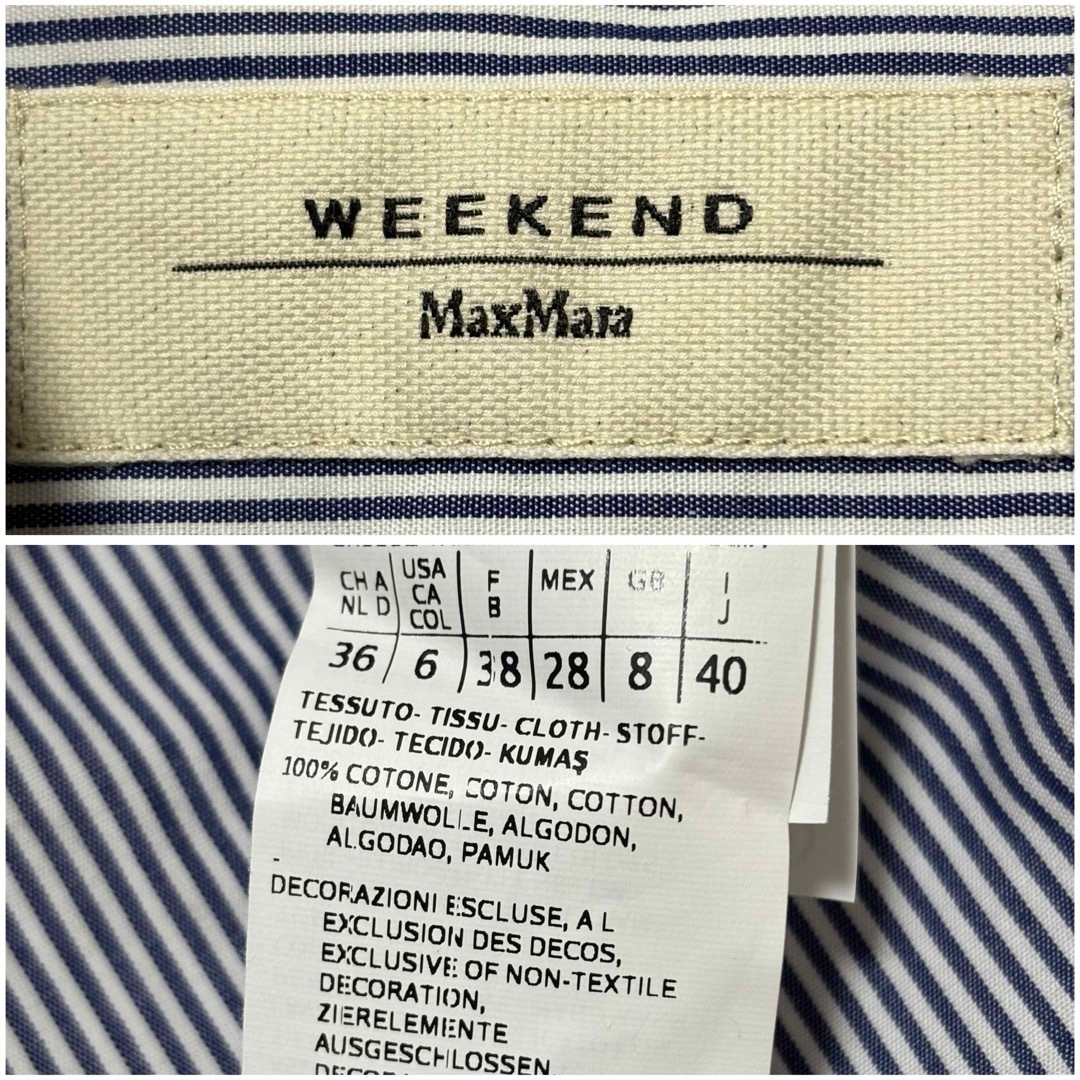 WEEKEND
MaxMara
CH A USA F MEX GB I
NL D CA B J
COL
36 6 38 28 8 40
TESSUTO- TISSU- CLOTH- STOFF-
TEJIDO- TECIDO- KUMAŞ
100% COTONE, COTON, COTTON,
BAUMWOLLE, ALGODON,
ALGODAO, PAMUK
-
DECORAZIONI ESCLUSE, A L
EXCLUSION DES DECOS,
EXCLUSIVE OF NON-TEXTILE
DECORATION,
ZIERELEMENTE
AUSGESCHLOSSEN,